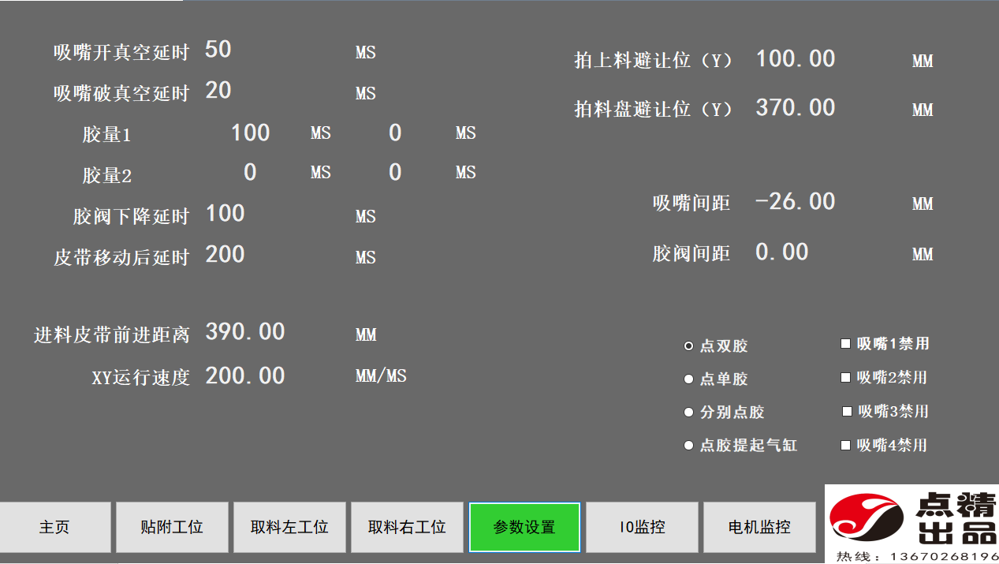 吸嘴开真空延时 50 MS
吸嘴破真空延时 20 MS
胶量1 100 MS 0 MS
胶量2 0 MS 0 MS
胶阀下降延时 100 MS
皮带移动后延时 200 MS
进料皮带前进距离 390.00 MM
XY运行速度 200.00 MM/MS
拍上料避让位（Y） 100.00 MM
拍料盘避让位（Y） 370.00 MM
吸嘴间距 -26.00 MM
胶阀间距 0.00 MM
点双胶
点单胶
分别点胶
点胶提起气缸
吸嘴1禁用
吸嘴2禁用
吸嘴3禁用
吸嘴4禁用
主页 贴附工位 取料左工位 取料右工位 参数设置 IO监控 电机监控
点精
出品
热线：13670268196